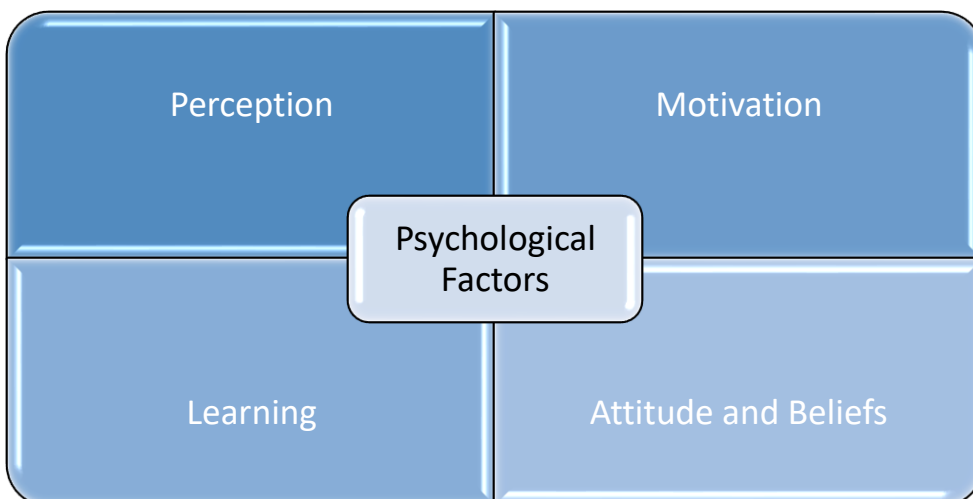 Perception
Motivation
Psychological
Factors
Learning
Attitude and Beliefs